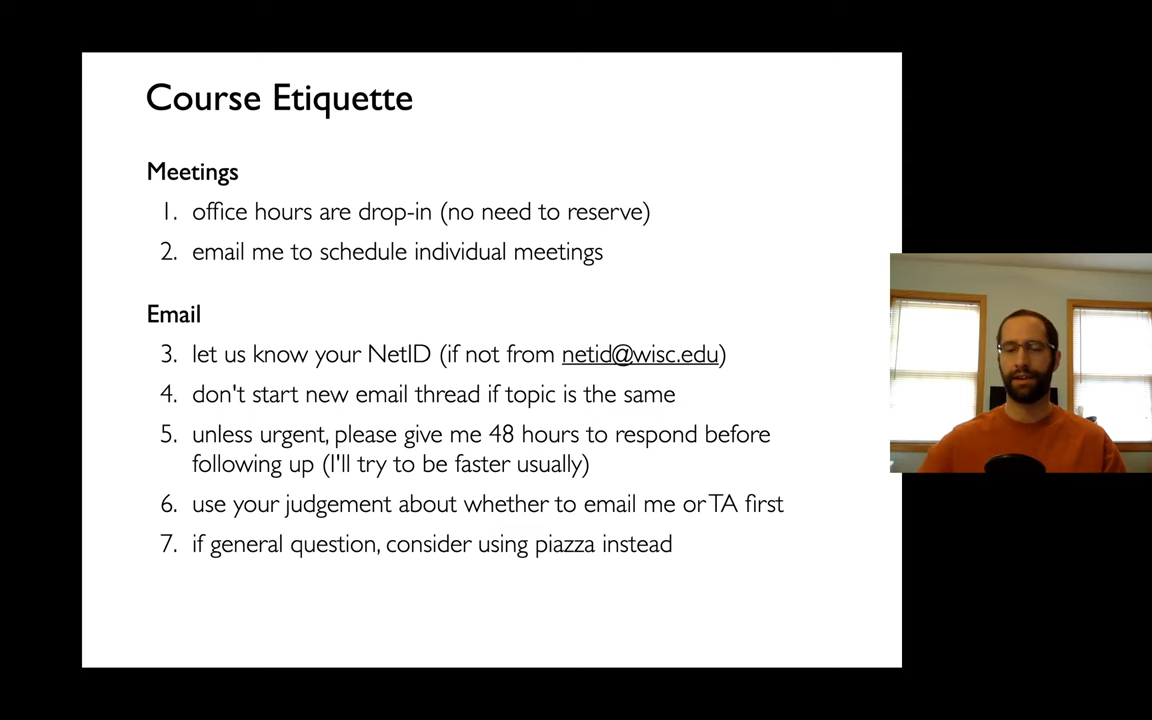 Course Etiquette
Meetings
1. office hours are drop-in (no need to reserve)
2. email me to schedule individual meetings
Email
3. let us know your NetID (if not from netid@wisc.edu)
4. don't start new email thread if topic is the same
5. unless urgent, please give me 48 hours to respond before
following up (I'll try to be faster usually)
6. use your judgement about whether to email me or TA first
7. if general question, consider using piazza instead